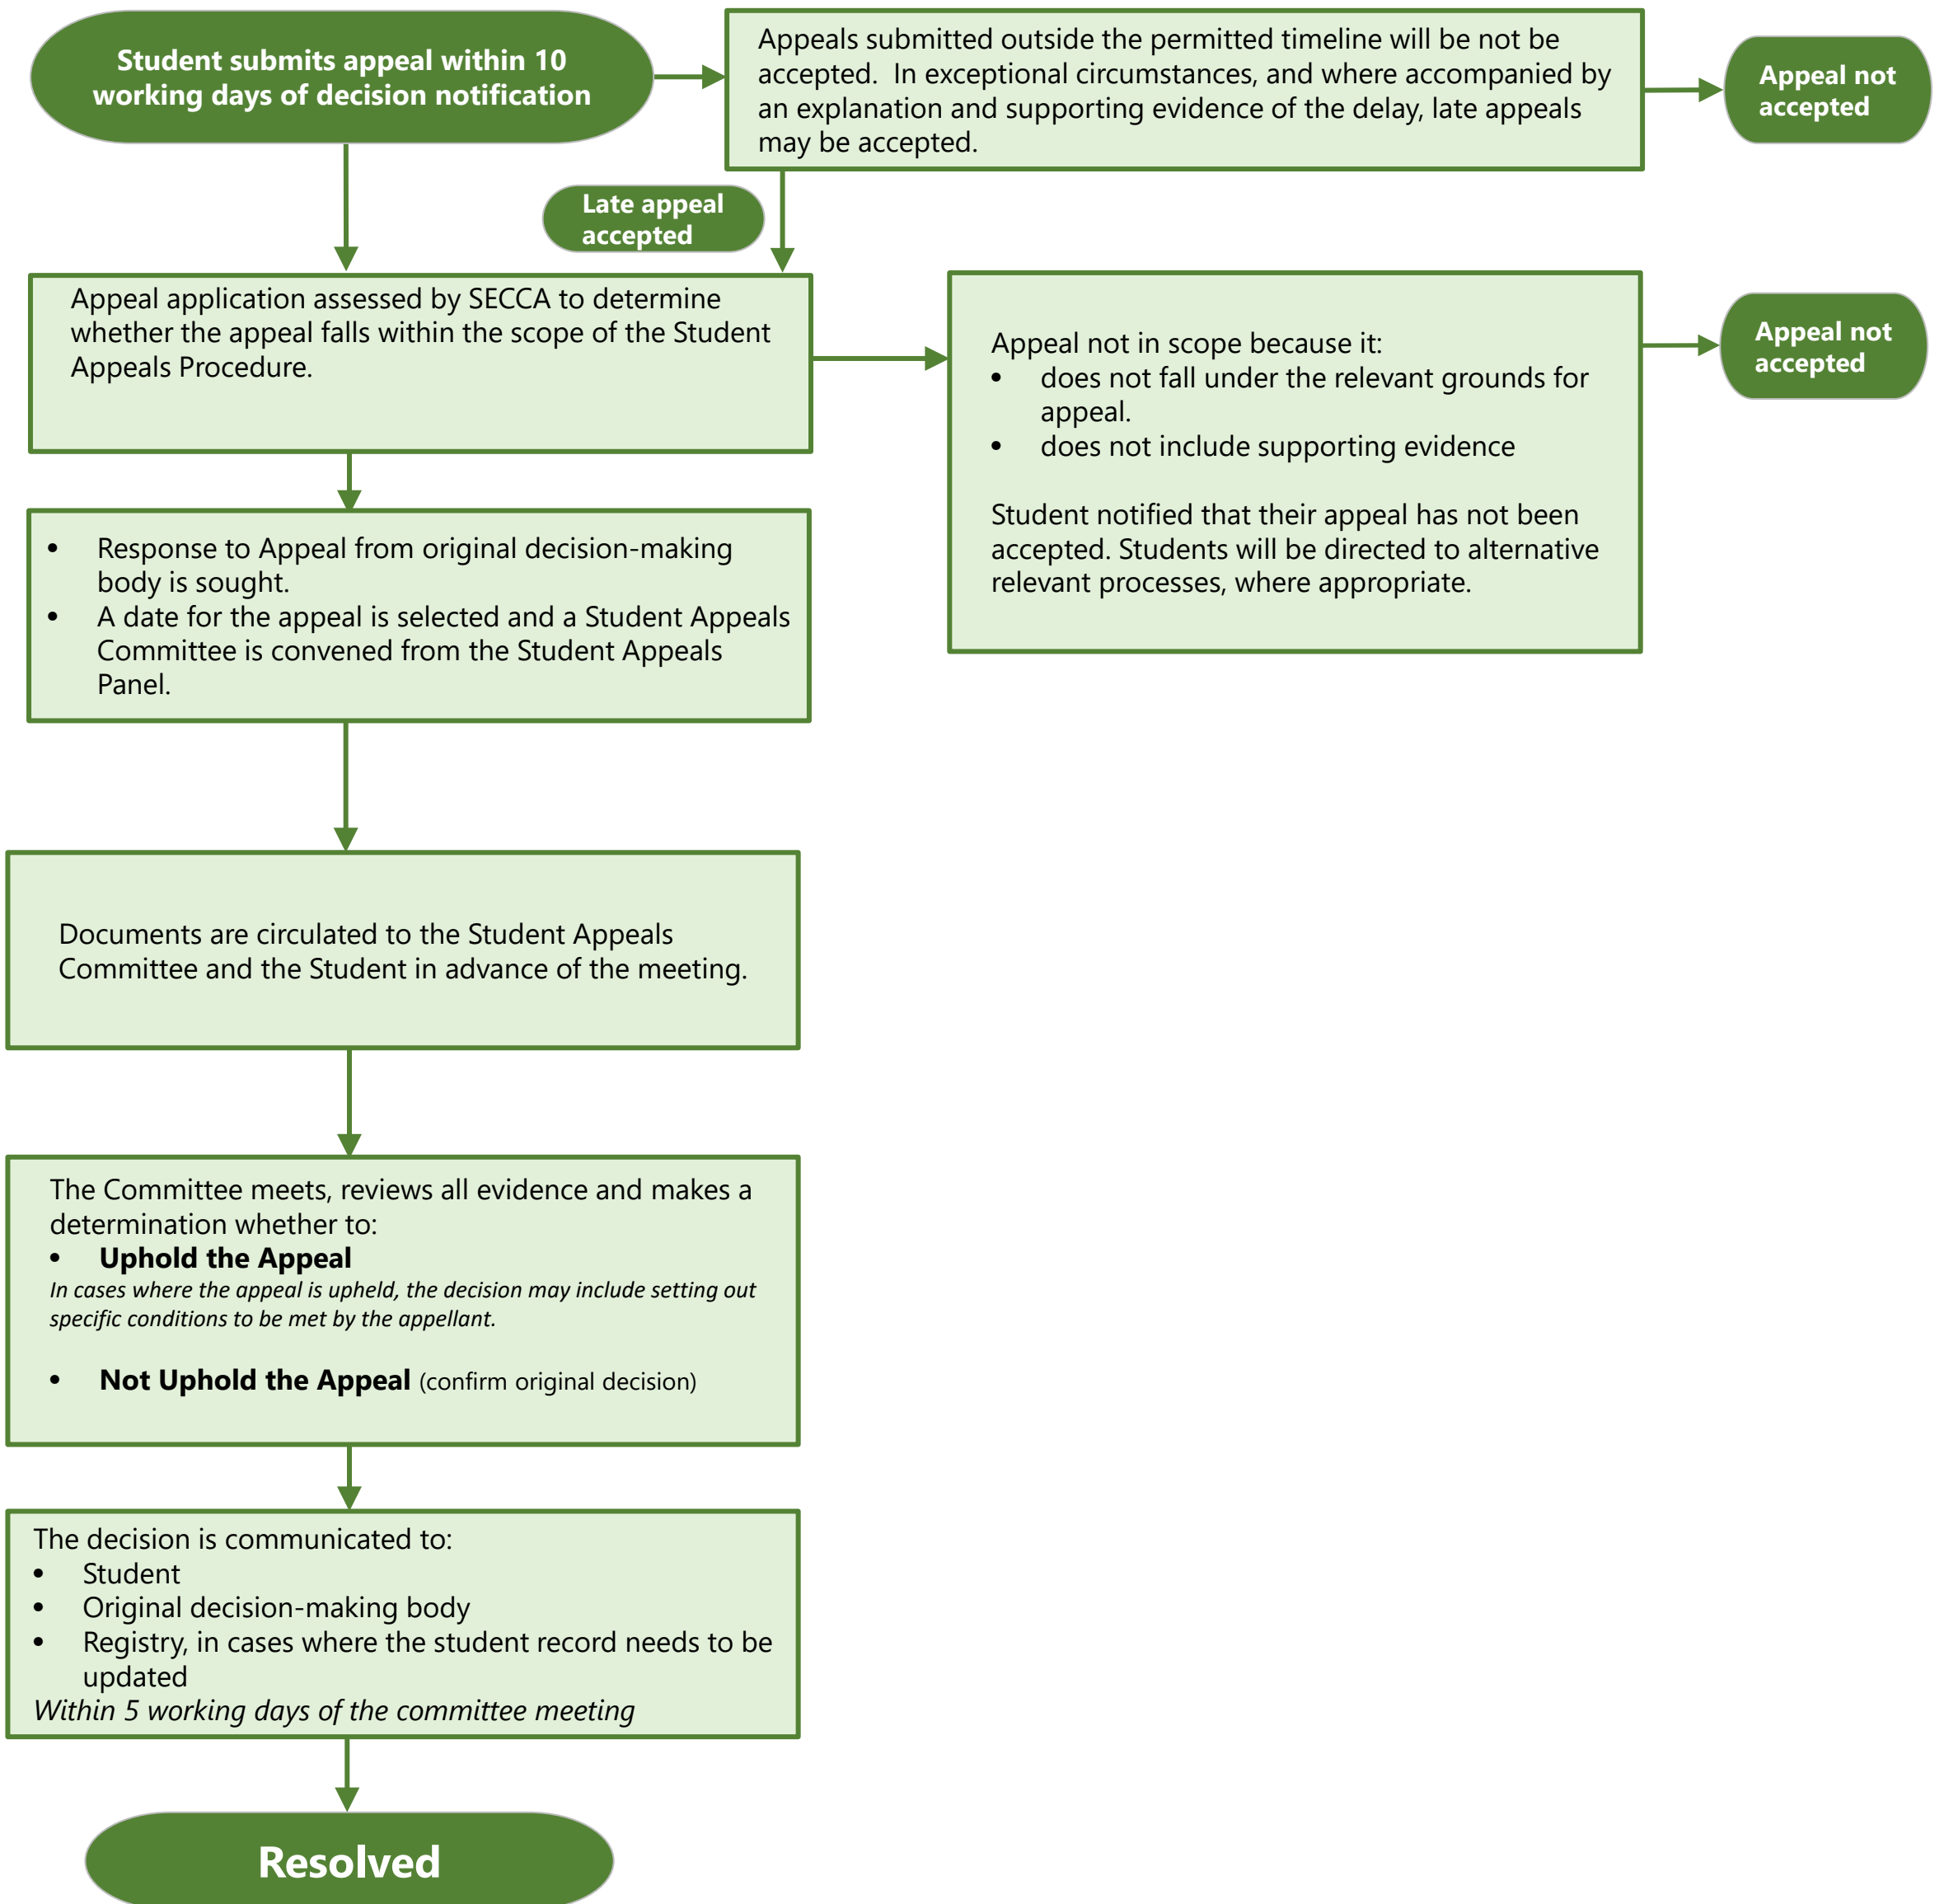 Student submits appeal within 10
working days of decision notification
Appeals submitted outside the permitted timeline will be not be
accepted.  In exceptional circumstances, and where accompanied by
an explanation and supporting evidence of the delay, late appeals
may be accepted.
Appeal not
accepted
Late appeal
accepted
Appeal application assessed by SECCA to determine
whether the appeal falls within the scope of the Student
Appeals Procedure.
Appeal not in scope because it:
• does not fall under the relevant grounds for
appeal.
• does not include supporting evidence
Student notified that their appeal has not been
accepted. Students will be directed to alternative
relevant processes, where appropriate.
Appeal not
accepted
• Response to Appeal from original decision-making
body is sought.
• A date for the appeal is selected and a Student Appeals
Committee is convened from the Student Appeals
Panel.
Documents are circulated to the Student Appeals
Committee and the Student in advance of the meeting.
The Committee meets, reviews all evidence and makes a
determination whether to:
• Uphold the Appeal
In cases where the appeal is upheld, the decision may include setting out
specific conditions to be met by the appellant.
• Not Uphold the Appeal (confirm original decision)
The decision is communicated to:
• Student
• Original decision-making body
• Registry, in cases where the student record needs to be
updated
Within 5 working days of the committee meeting
Resolved